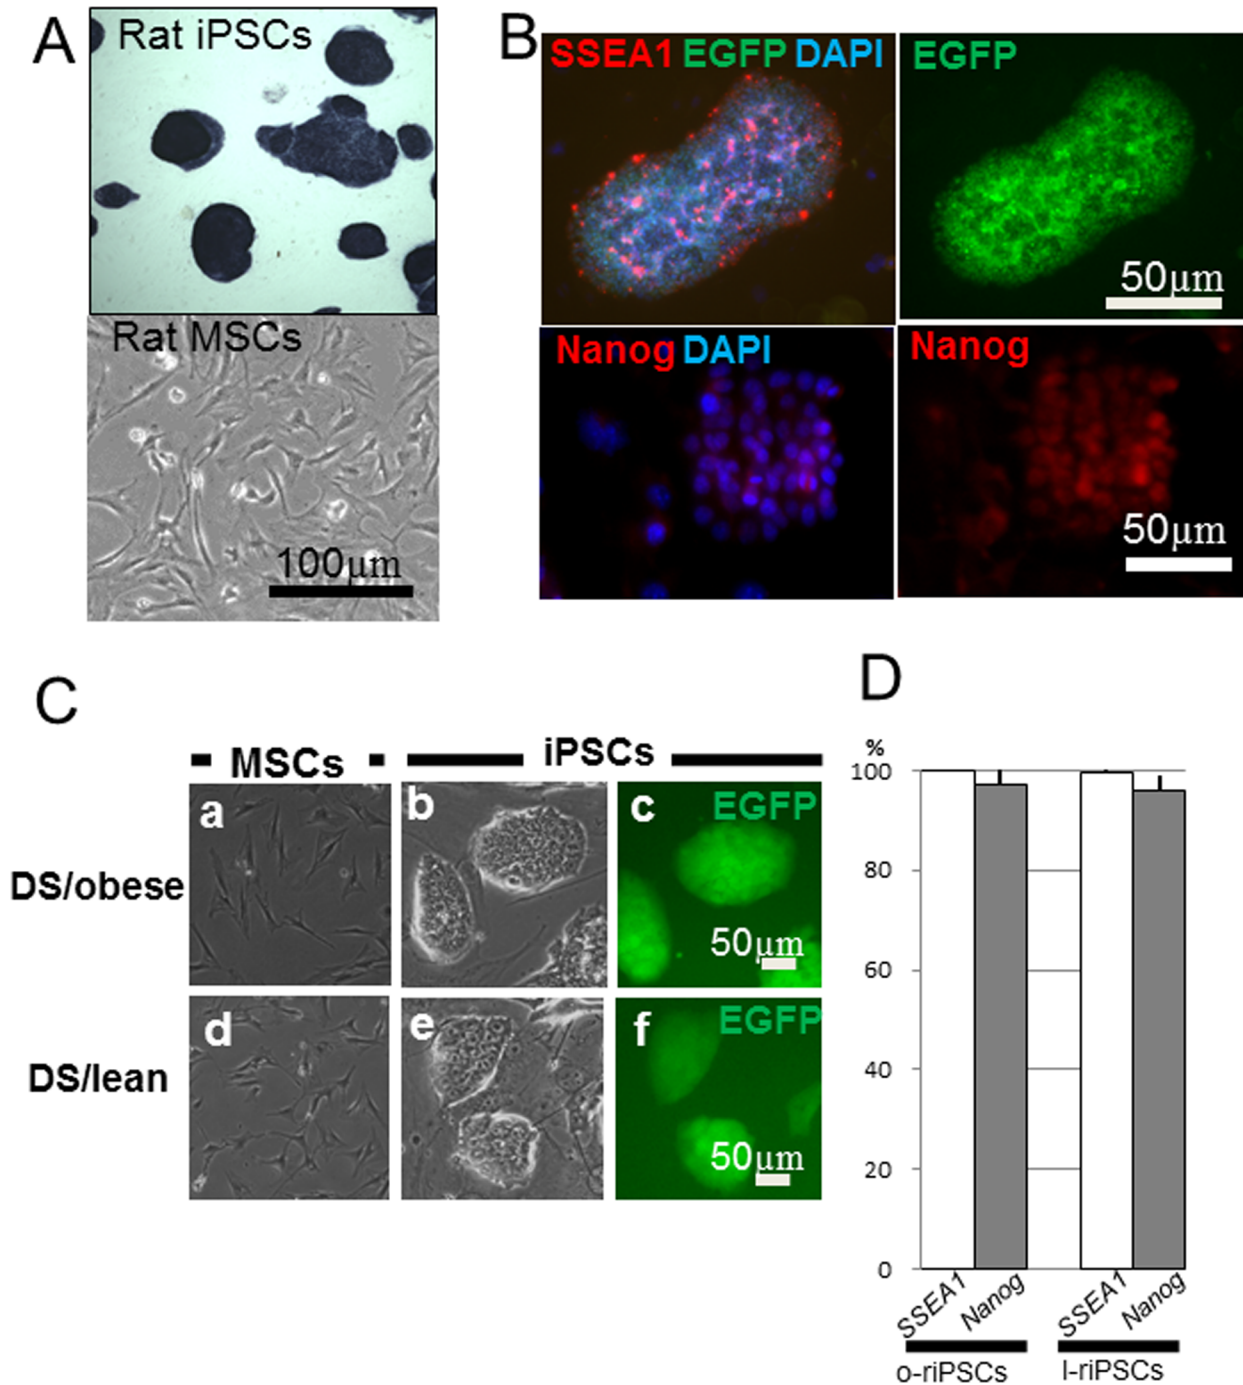 A
Rat iPSCs
Rat MSCs
100µm
B
SSEA1 EGFP DAPI
EGFP
50µm
Nanog DAPI
Nanog
50µm
C
MSCs
iPSCs
DS/obese
a
b
c
EGFP
50µm
DS/lean
d
e
f
EGFP
50µm
D
%
100
80
60
40
20
0
SSEA1
Nanog
SSEA1
Nanog
o-riPSCs
l-riPSCs